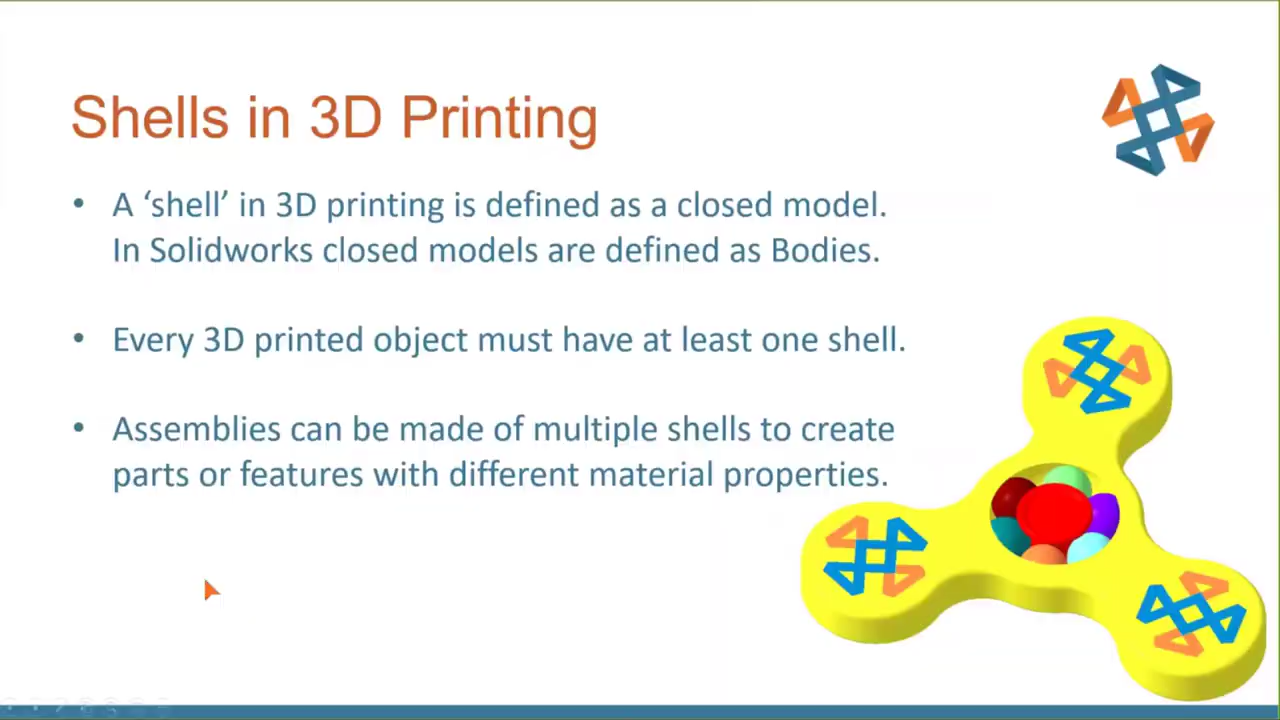 Shells in 3D Printing
• A ‘shell’ in 3D printing is defined as a closed model.
In Solidworks closed models are defined as Bodies.
• Every 3D printed object must have at least one shell.
• Assemblies can be made of multiple shells to create
parts or features with different material properties.